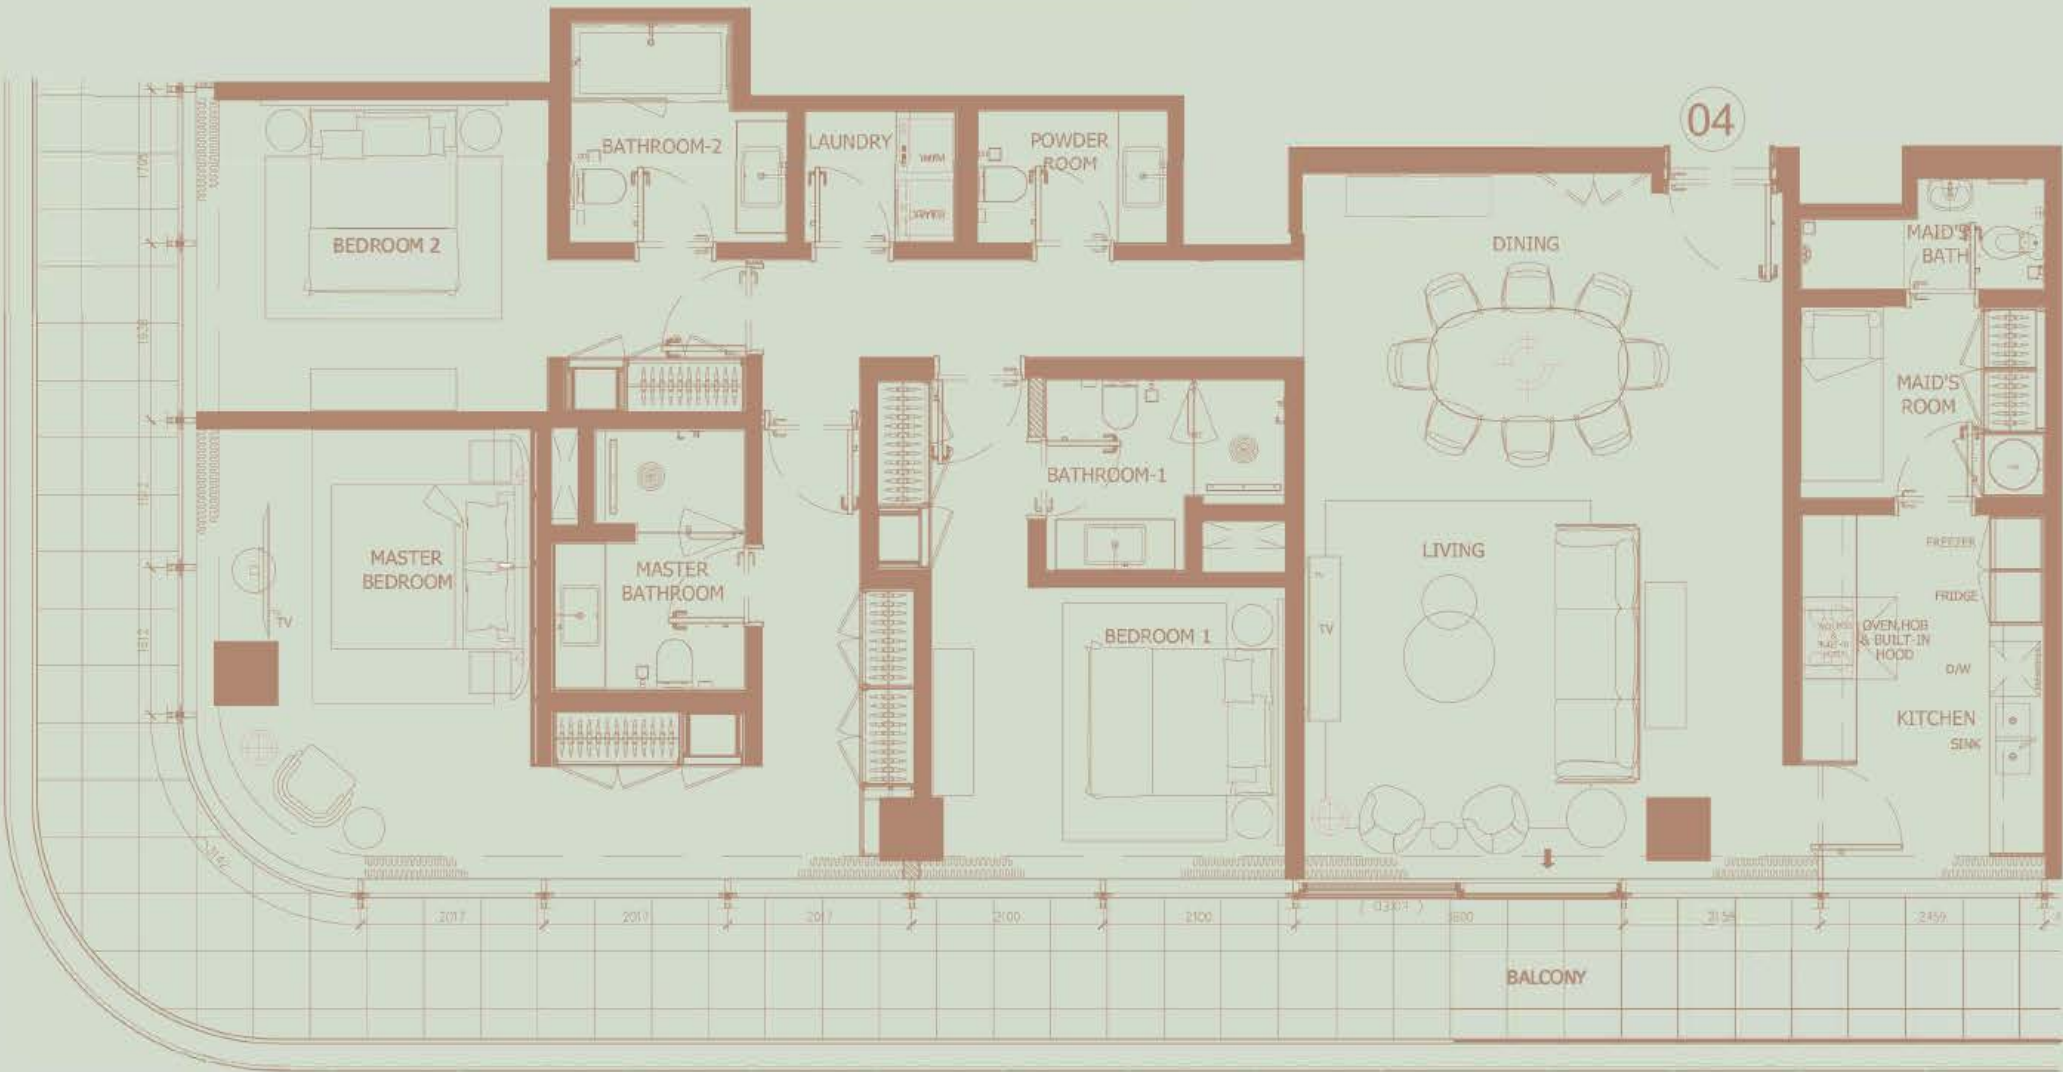 04
BATHROOM-2
LAUNDRY
POWDER
ROOM
BEDROOM 2
DINING
MAID'S
BATH
MAID'S
ROOM
BATHROOM-1
MASTER
BEDROOM
TV
MASTER
BATHROOM
BEDROOM 1
LIVING
TV
TV
FREEZER
FRIDGE
OVEN,HOB
& BUILT-IN
HOOD
D/W
KITCHEN
SINK
2017
2017
2017
2100
2100
2459
BALCONY